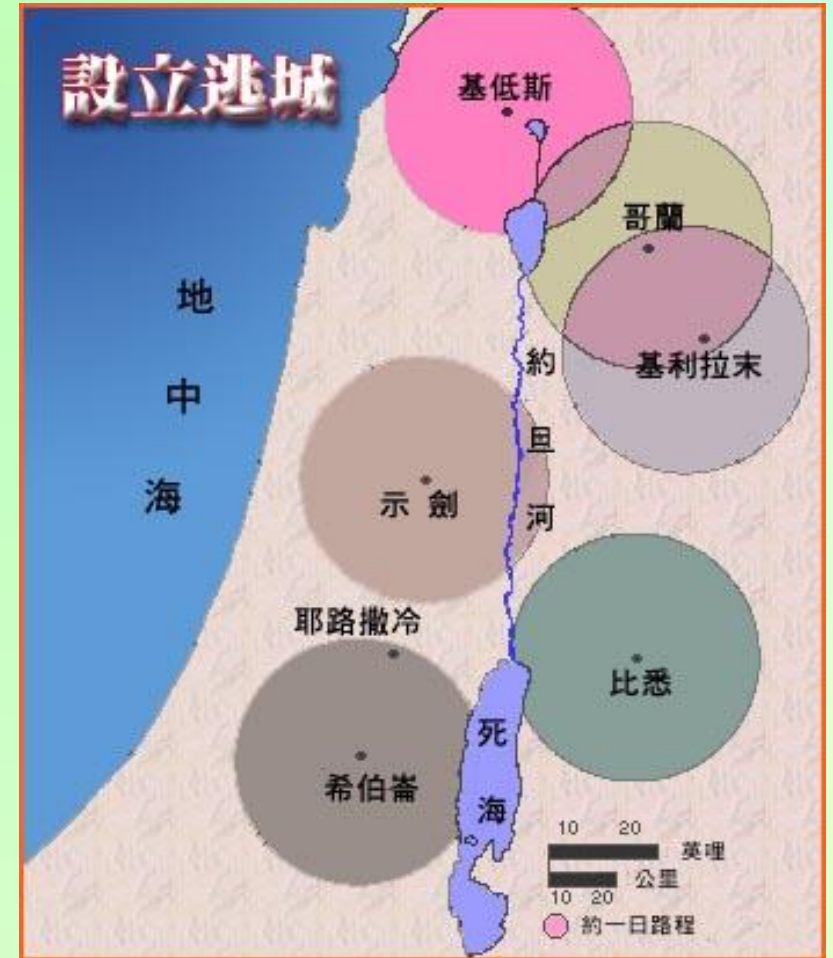 設立逃城
基低斯
哥蘭
基利拉末
地中海
約旦河
示劍
耶路撒冷
比悉
希伯崙
死海
10 20
英哩
公里
10 20
約一日路程